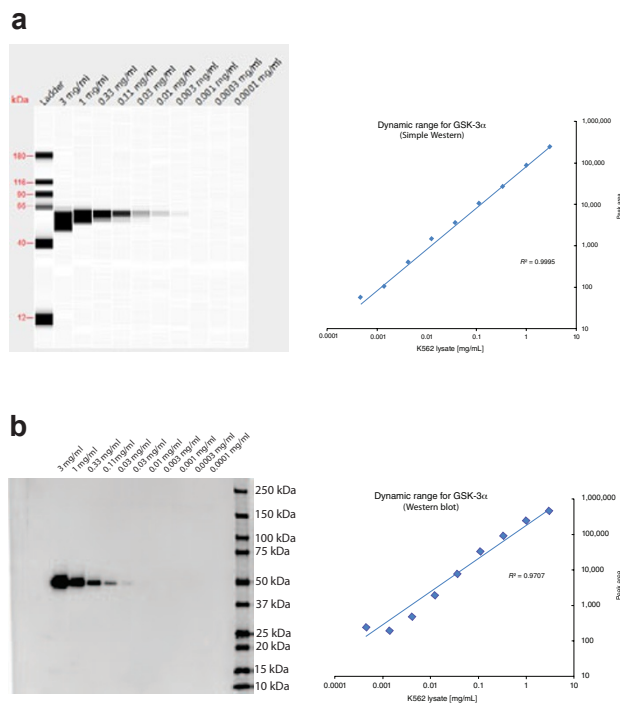 a
kDa
Ladder
3 mg/ml
1 mg/ml
0.33 mg/ml
0.11 mg/ml
0.03 mg/ml
0.01 mg/ml
0.003 mg/ml
0.001 mg/ml
0.0003 mg/ml
0.0001 mg/ml
180
116
90
66
40
12
Dynamic range for GSK-3α
(Simple Western)
1,000,000
100,000
10,000
1,000
100
10
Peak area
R² = 0.9995
0.0001
0.001
0.01
0.1
1
10
K562 lysate [mg/mL]
b
3 mg/ml
1 mg/ml
0.33 mg/ml
0.11mg/ml
0.03 mg/ml
0.03 mg/ml
0.01 mg/ml
0.003 mg/ml
0.001 mg/ml
0.0003 mg/ml
0.0001 mg/ml
250 kDa
150 kDa
100 kDa
75 kDa
50 kDa
37 kDa
25 kDa
20 kDa
15 kDa
10 kDa
Dynamic range for GSK-3α
(Western blot)
1,000,000
100,000
10,000
1,000
100
10
Peak area
R² = 0.9707
0.0001
0.001
0.01
0.1
1
10
K562 lysate [mg/mL]